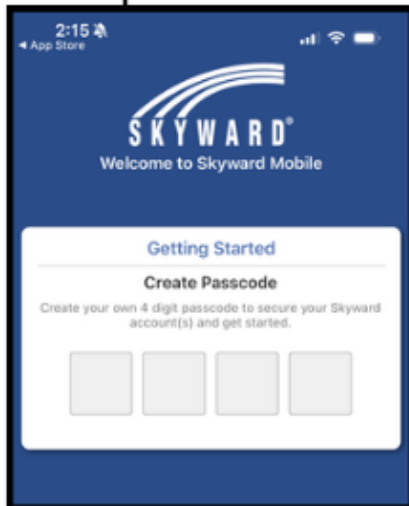 2:15
◀ App Store
SKYWARD®
Welcome to Skyward Mobile
Getting Started
Create Passcode
Create your own 4 digit passcode to secure your Skyward
account(s) and get started.